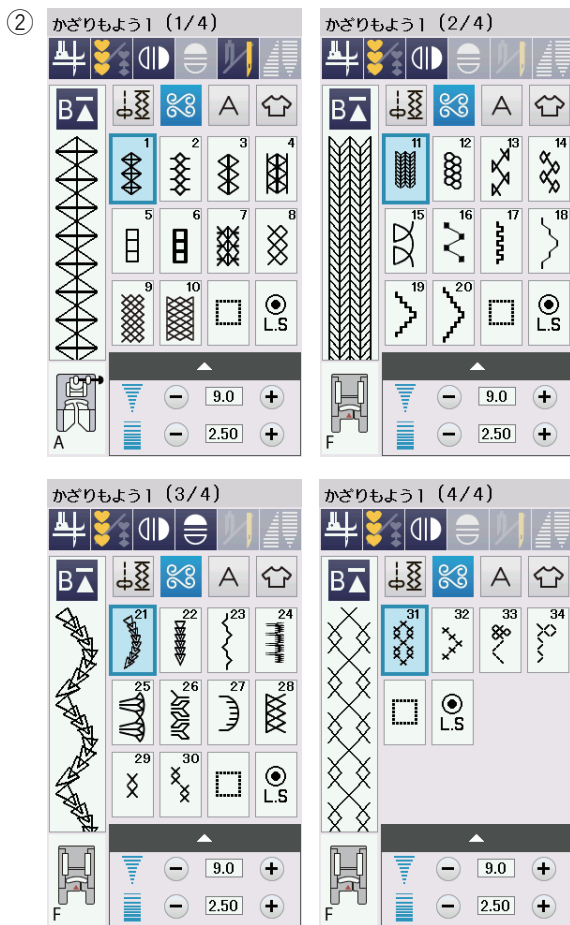 ②
かざりもよう1 (1/4)
B A
1 2 3 4
5 6 7 8
9 10 L.S
9.0
A 2.50
かざりもよう1 (2/4)
B A
11 12 13 14
15 16 17 18
19 20 L.S
9.0
F 2.50
かざりもよう1 (3/4)
B A
21 22 23 24
25 26 27 28
29 30 L.S
9.0
F 2.50
かざりもよう1 (4/4)
B A
31 32 33 34
L.S
9.0
F 2.50